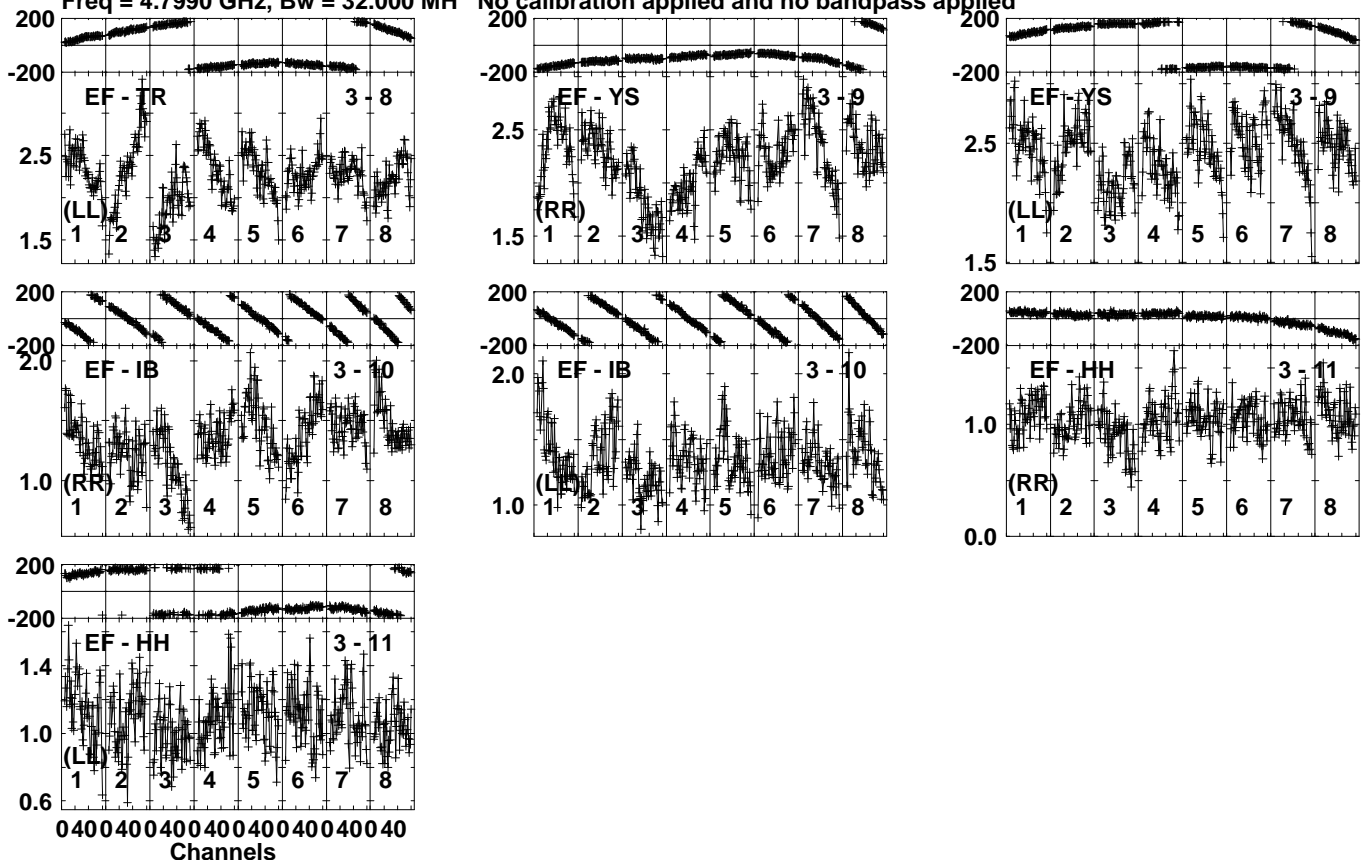 Freq = 4.7990 GHz, Bw = 32.000 MH No calibration applied and no bandpass applied
200
-200
EF - TR 3 - 8
2.5
(LL)
1 2 3 4 5 6 7 8
1.5
200
-200
EF - YS 3 - 9
2.5
(RR)
1.5
1 2 3 4 5 6 7 8
200
-200
EF - YS 3 - 9
2.5
(LL)
1 2 3 4 5 6 7 8
1.5
200
-200
2.0
EF - IB 3 - 10
1.0
(RR)
1 2 3 4 5 6 7 8
200
-200
EF - IB 3 - 10
2.0
(LL)
1.0
1 2 3 4 5 6 7 8
200
-200
EF - HH 3 - 11
1.0
(RR)
1 2 3 4 5 6 7 8
0.0
200
-200
EF - HH 3 - 11
1.4
1.0
(LL)
1 2 3 4 5 6 7 8
0.6
0 40 0 40 0 40 0 40 0 40 0 40 0 40 0 40
Channels